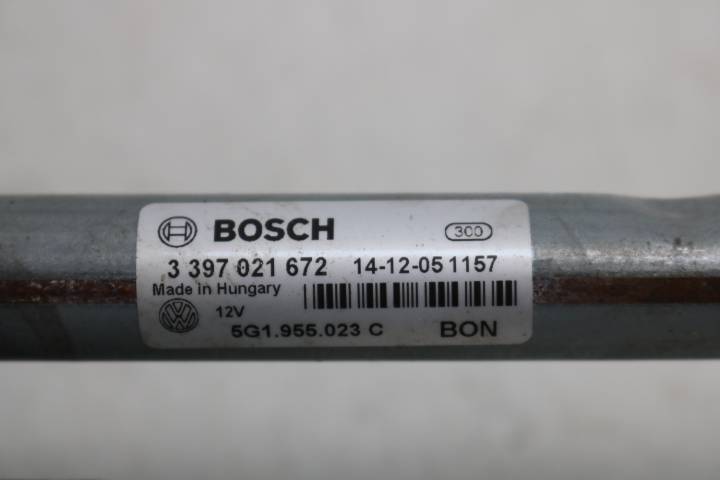 BOSCH 300
3 397 021 672 14-12-05 1157
Made in Hungary
12V
5G1.955.023 C BON